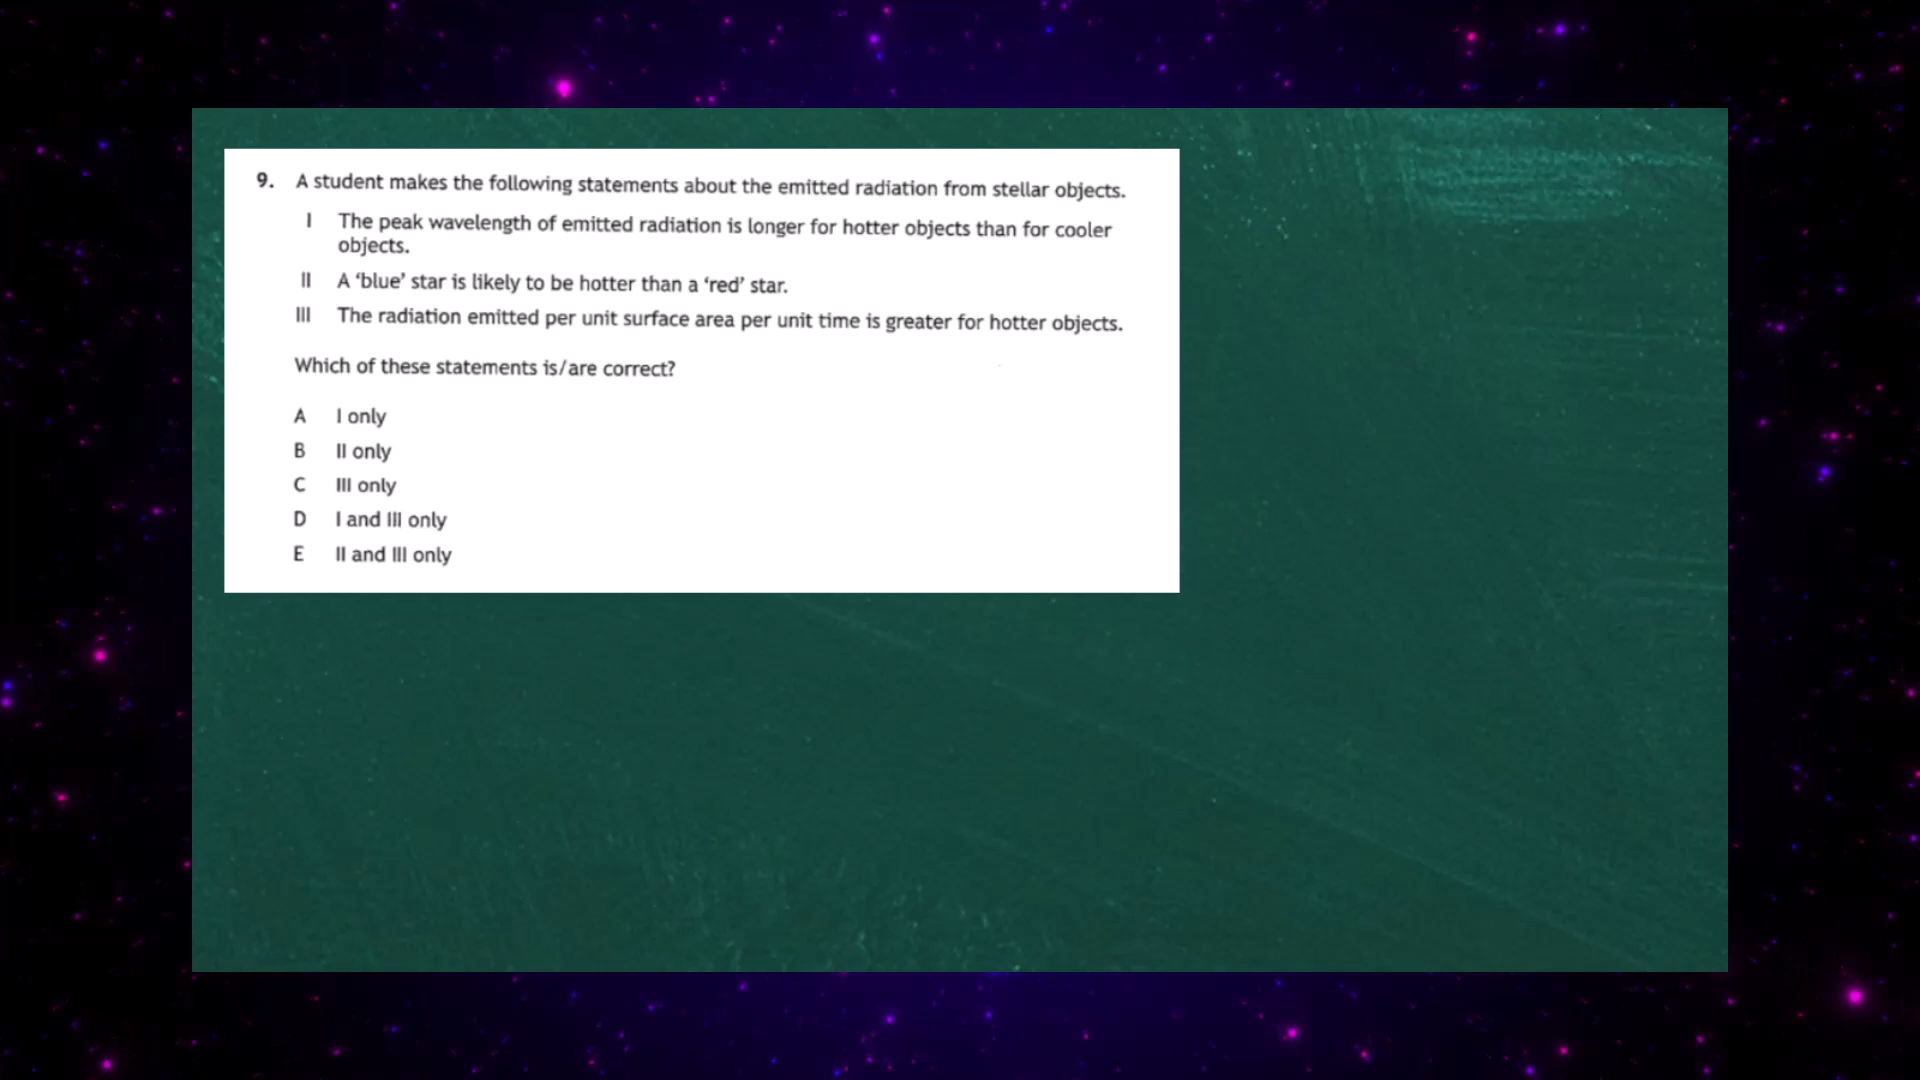 9. A student makes the following statements about the emitted radiation from stellar objects.
I The peak wavelength of emitted radiation is longer for hotter objects than for cooler
objects.
II A ‘blue’ star is likely to be hotter than a ‘red’ star.
III The radiation emitted per unit surface area per unit time is greater for hotter objects.
Which of these statements is/are correct?
A I only
B II only
C III only
D I and III only
E II and III only